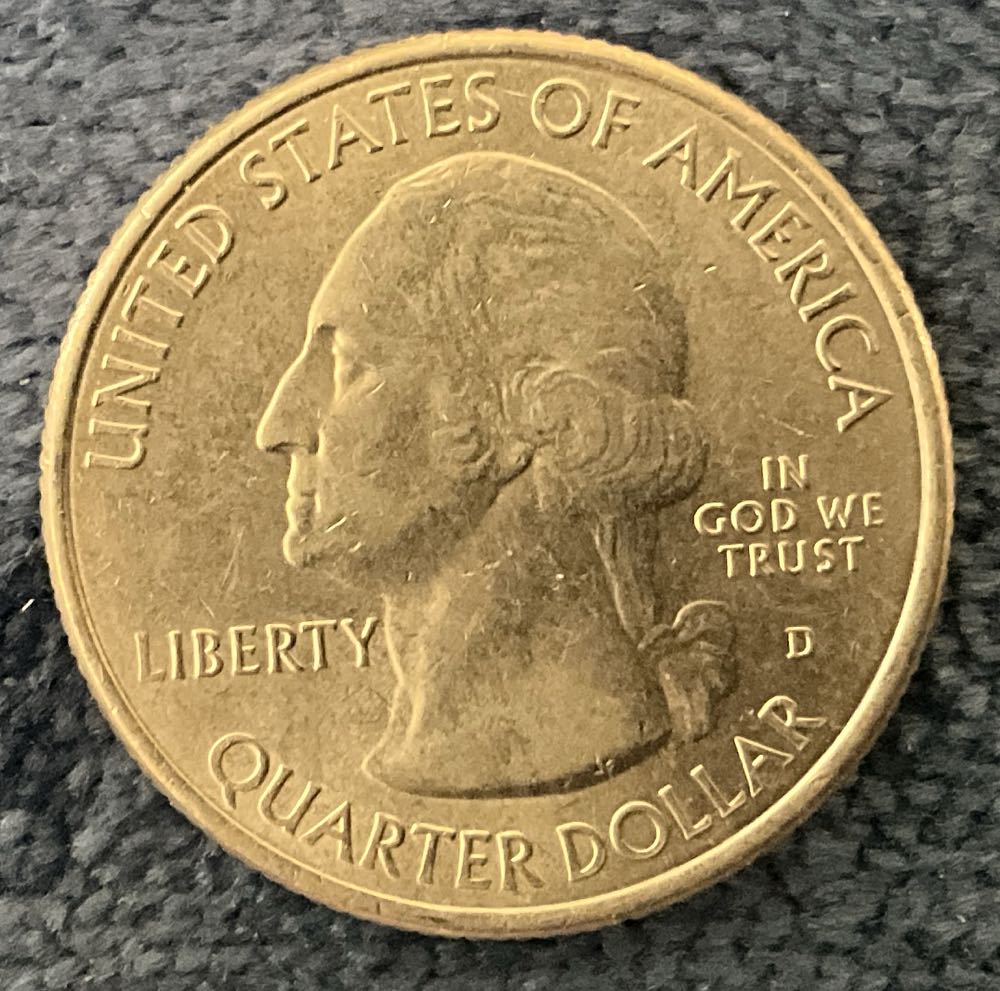 UNITED STATES OF AMERICA
IN
GOD WE
TRUST
LIBERTY
D
QUARTER DOLLAR